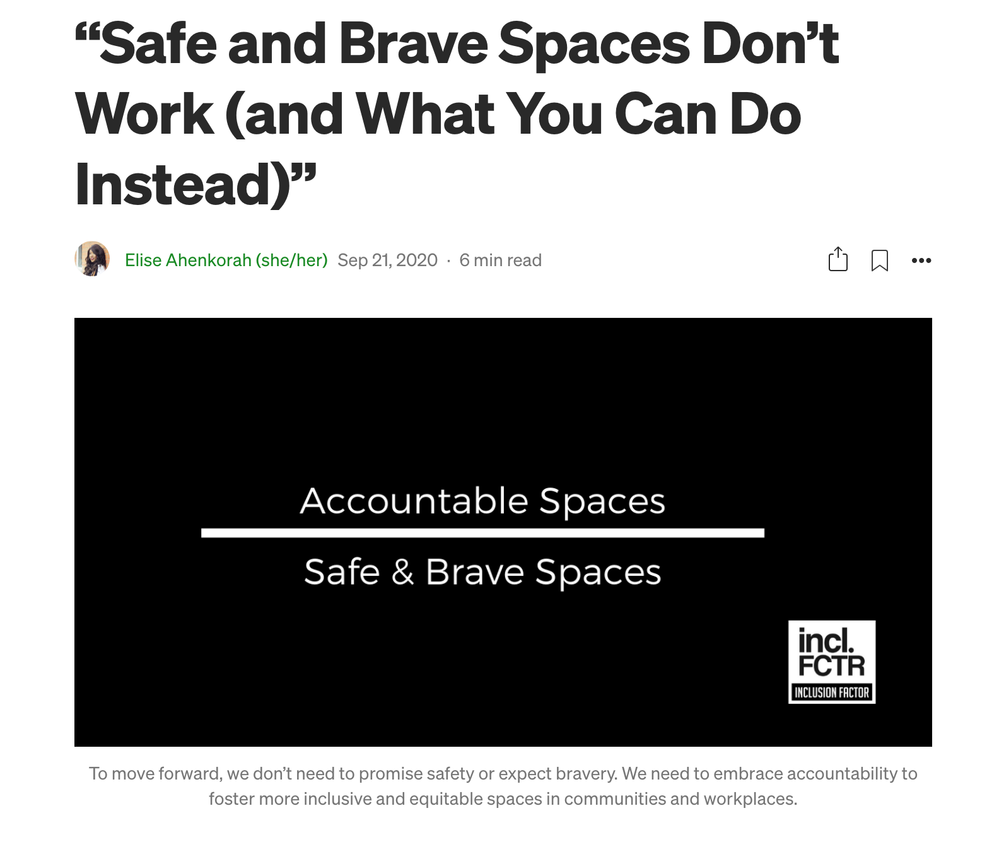 “Safe and Brave Spaces Don’t
Work (and What You Can Do
Instead)”
Elise Ahenkorah (she/her) Sep 21, 2020 · 6 min read
Accountable Spaces
Safe & Brave Spaces
incl.
FCTR
INCLUSION FACTOR
To move forward, we don’t need to promise safety or expect bravery. We need to embrace accountability to
foster more inclusive and equitable spaces in communities and workplaces.